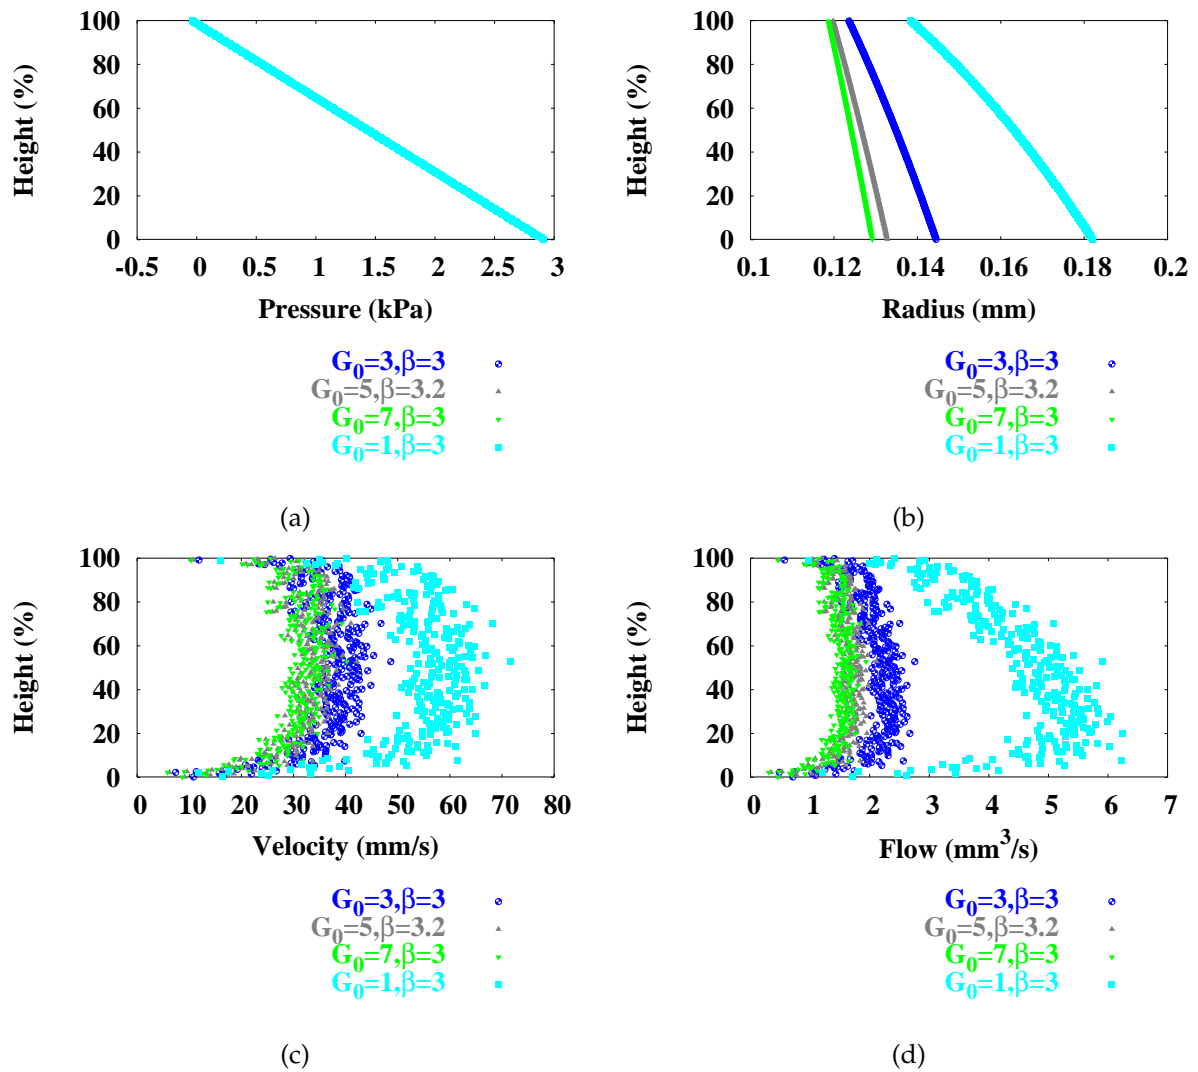 100
80
60
40
20
0
-0.5 0 0.5 1 1.5 2 2.5 3
Height (%)
Pressure (kPa)
G0=3,β=3
G0=5,β=3.2
G0=7,β=3
G0=1,β=3
(a)
100
80
60
40
20
0
0.1 0.12 0.14 0.16 0.18 0.2
Height (%)
Radius (mm)
G0=3,β=3
G0=5,β=3.2
G0=7,β=3
G0=1,β=3
(b)
100
80
60
40
20
0
0 10 20 30 40 50 60 70 80
Height (%)
Velocity (mm/s)
G0=3,β=3
G0=5,β=3.2
G0=7,β=3
G0=1,β=3
(c)
100
80
60
40
20
0
0 1 2 3 4 5 6 7
Height (%)
Flow (mm³/s)
G0=3,β=3
G0=5,β=3.2
G0=7,β=3
G0=1,β=3
(d)